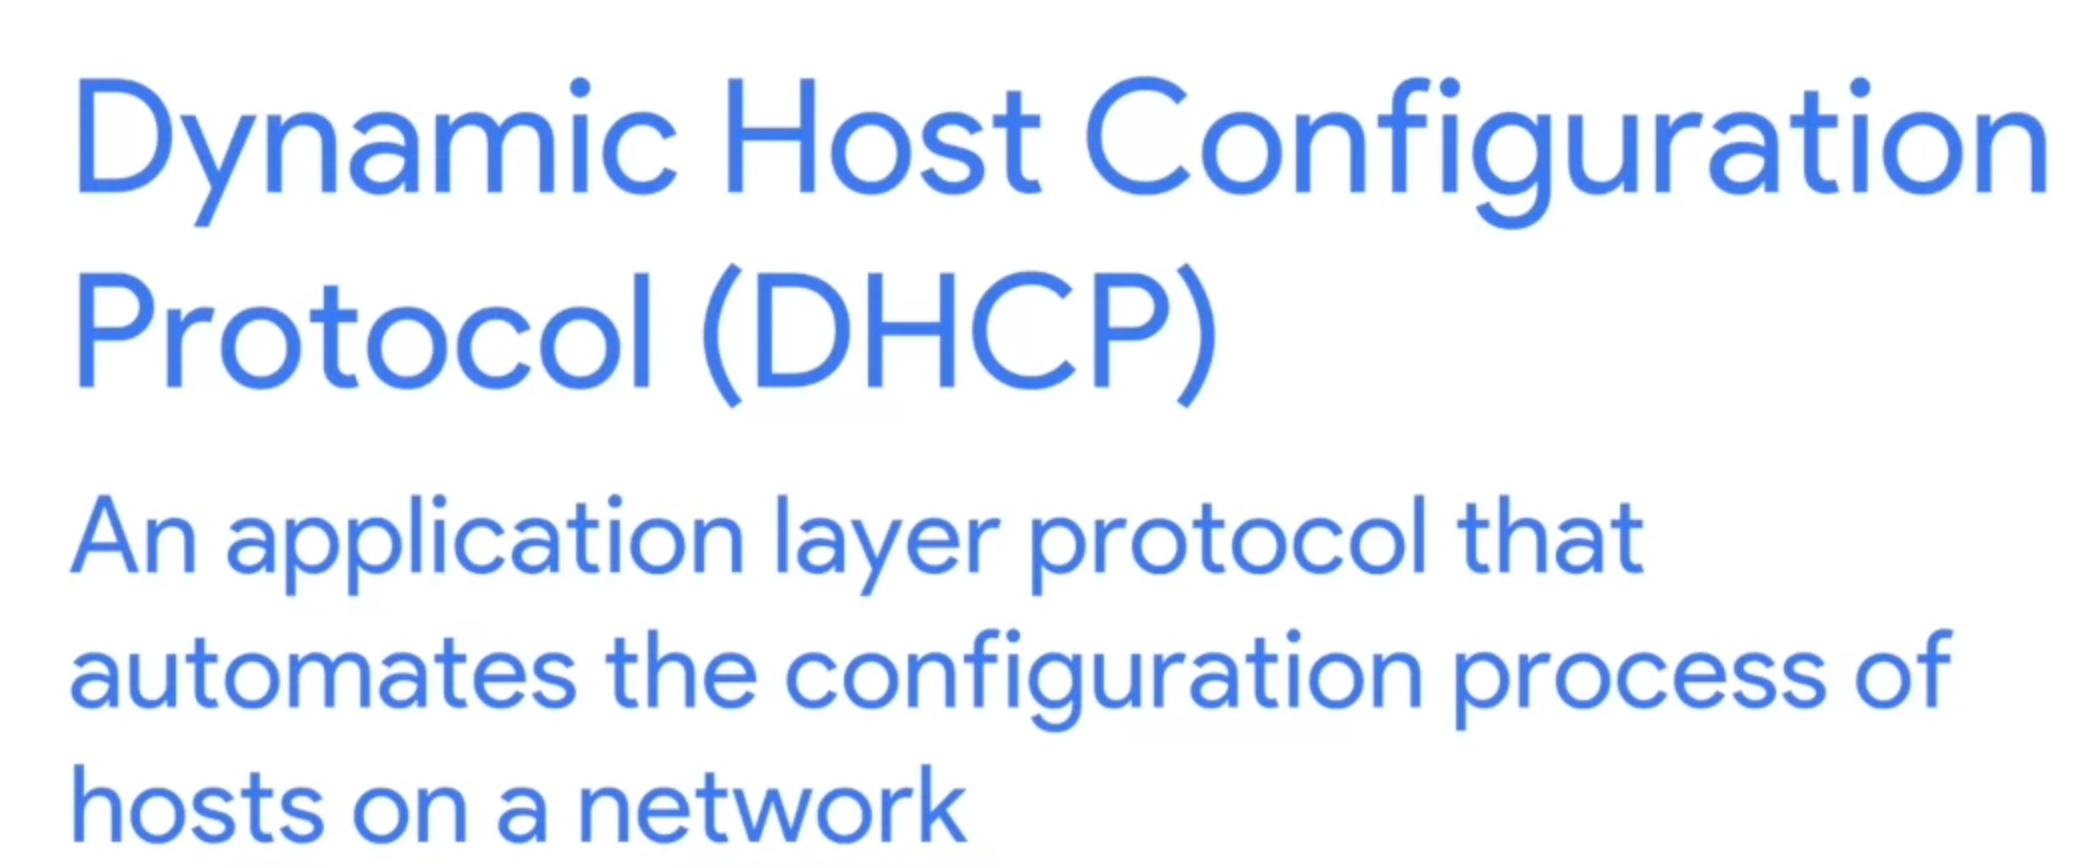 Dynamic Host Configuration
Protocol (DHCP)
An application layer protocol that
automates the configuration process of
hosts on a network